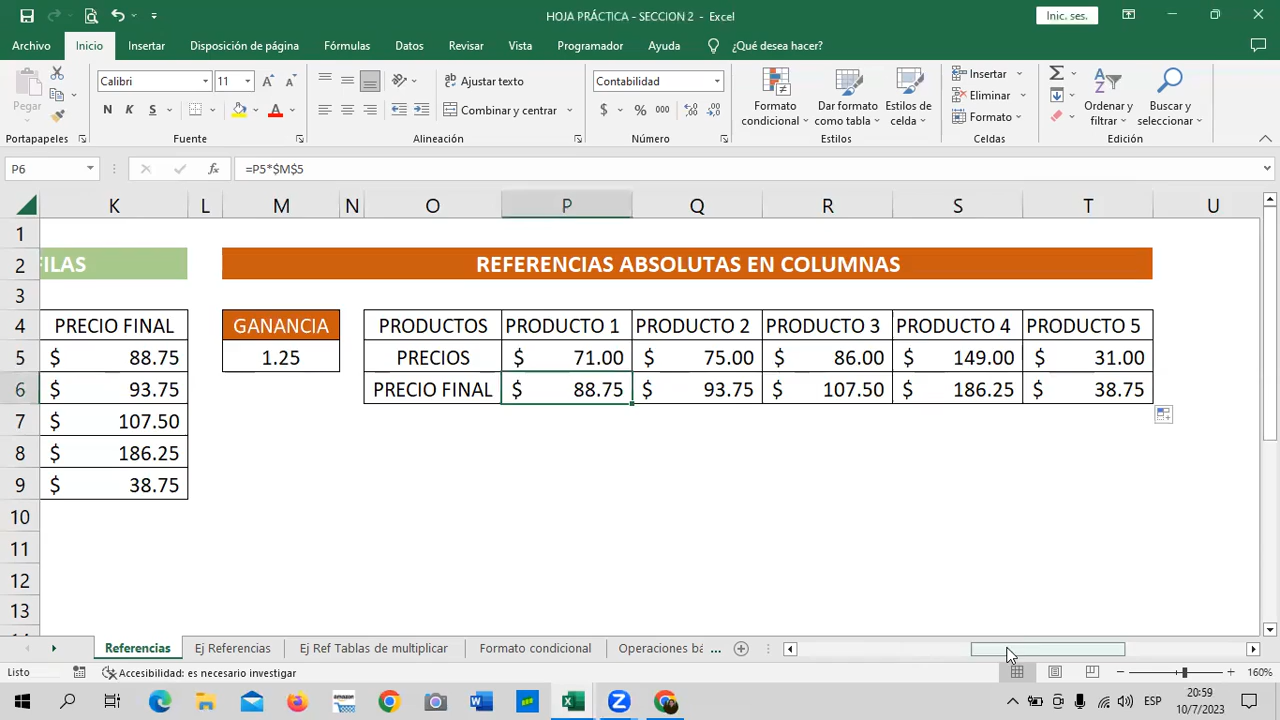 HOJA PRÁCTICA - SECCION 2 - Excel
Inic. ses.
Archivo Inicio Insertar Disposición de página Fórmulas Datos Revisar Vista Programador Ayuda ¿Qué desea hacer?
Pegar
Calibri 11
N K S
Ajustar texto
Combinar y centrar
Contabilidad
$ % 000
Formato condicional
Dar formato como tabla
Estilos de celda
Insertar
Eliminar
Formato
Ordenar y filtrar
Buscar y seleccionar
Portapapeles Fuente Alineación Número Estilos Celdas Edición
P6 fx =P5*$M$5
K L M N O P Q R S T U
1
2 FILAS REFERENCIAS ABSOLUTAS EN COLUMNAS
3
4 PRECIO FINAL GANANCIA PRODUCTOS PRODUCTO 1 PRODUCTO 2 PRODUCTO 3 PRODUCTO 4 PRODUCTO 5
5 $ 88.75 1.25 PRECIOS $ 71.00 $ 75.00 $ 86.00 $ 149.00 $ 31.00
6 $ 93.75 PRECIO FINAL $ 88.75 $ 93.75 $ 107.50 $ 186.25 $ 38.75
7 $ 107.50
8 $ 186.25
9 $ 38.75
10
11
12
13
Referencias Ej Referencias Ej Ref Tablas de multiplicar Formato condicional Operaciones bá ...
Listo Accesibilidad: es necesario investigar 160%
ESP 20:59
10/7/2023